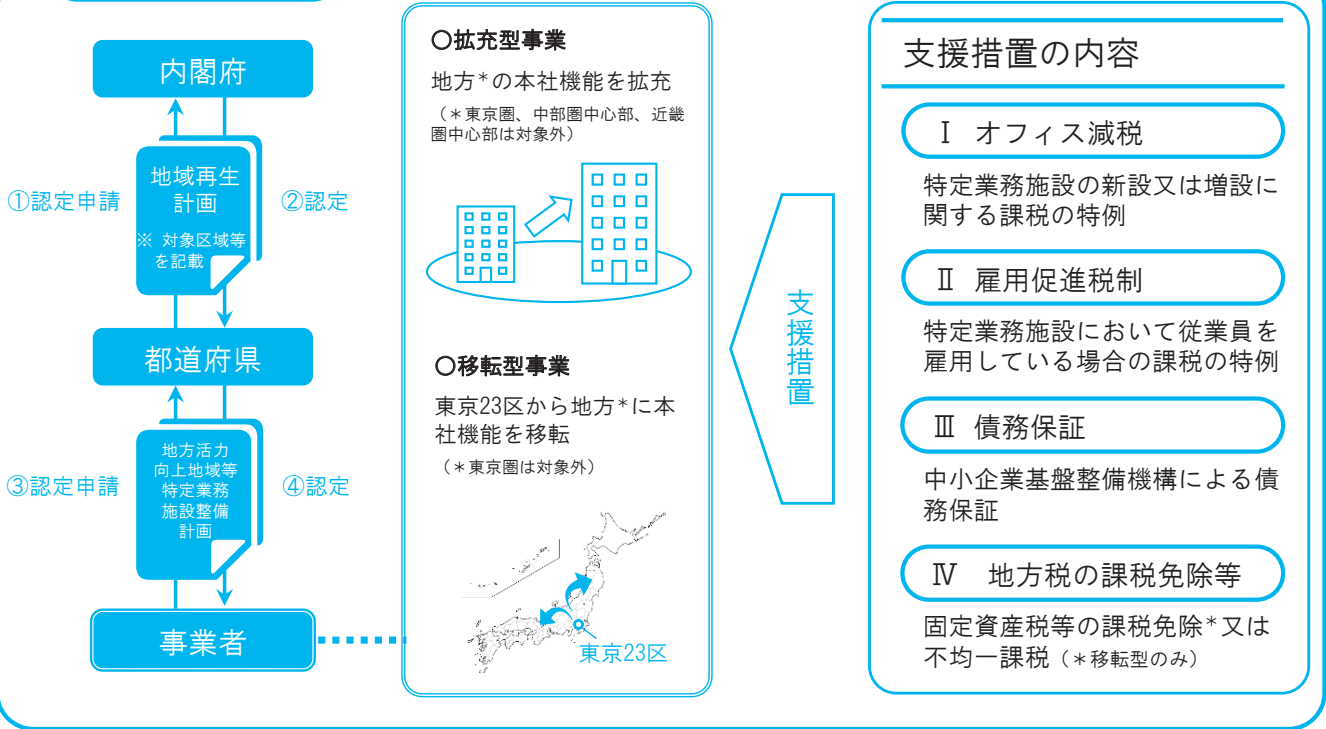 内閣府
①認定申請
地域再生
計画
※ 対象区域等
を記載
②認定
都道府県
③認定申請
地方活力
向上地域等
特定業務
施設整備
計画
④認定
事業者
〇拡充型事業
地方*の本社機能を拡充
（＊東京圏、中部圏中心部、近畿
圏中心部は対象外）
〇移転型事業
東京23区から地方*に本
社機能を移転
（＊東京圏は対象外）
東京23区
支援措置
支援措置の内容
Ⅰ オフィス減税
特定業務施設の新設又は増設に
関する課税の特例
Ⅱ 雇用促進税制
特定業務施設において従業員を
雇用している場合の課税の特例
Ⅲ 債務保証
中小企業基盤整備機構による債
務保証
Ⅳ 地方税の課税免除等
固定資産税等の課税免除*又は
不均一課税（＊移転型のみ）